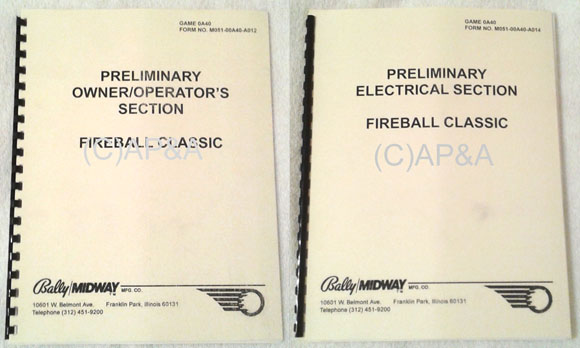 GAME 0A40
FORM NO. M051-00A40-A012
PRELIMINARY
OWNER/OPERATOR'S
SECTION
FIREBALL CLASSIC
(C)AP&A
Bally/MIDWAY MFG. CO.
10601 W. Belmont Ave. Franklin Park, Illinois 60131
Telephone (312) 451-9200
GAME 0A40
FORM NO. M051-00A40-A014
PRELIMINARY
ELECTRICAL SECTION
FIREBALL CLASSIC
(C)AP&A
Bally/MIDWAY MFG. CO.
10601 W. Belmont Ave. Franklin Park, Illinois 60131
Telephone (312) 451-9200